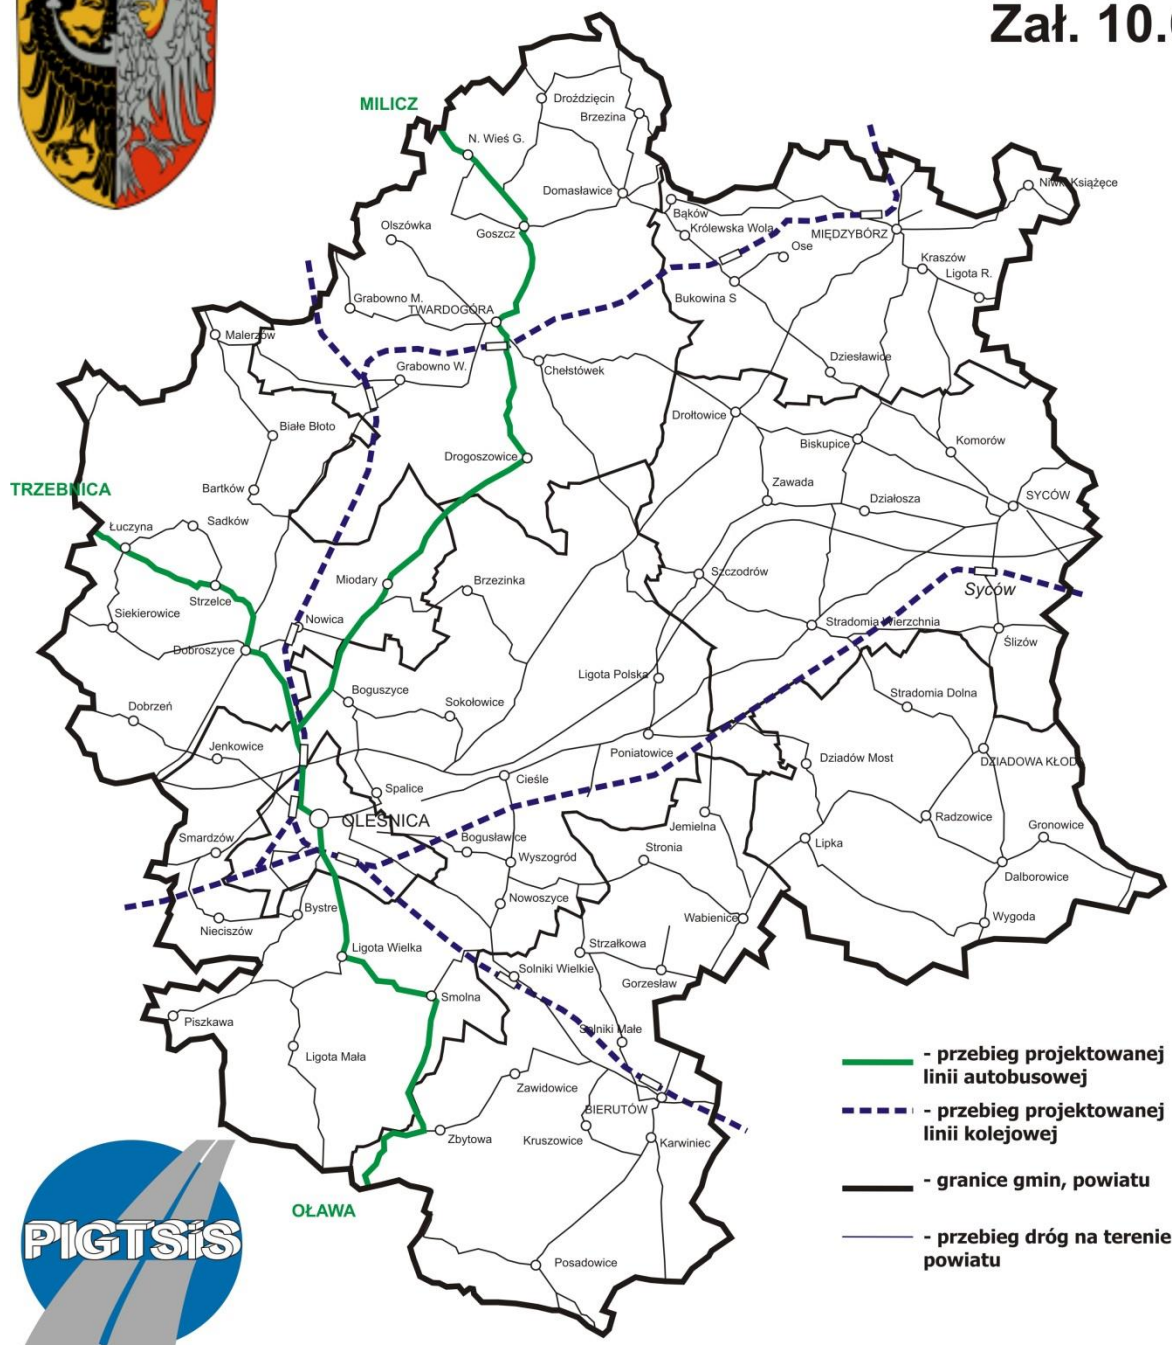 Zał. 10.
MILICZ
Droździęcin
Brzezina
N. Wieś G.
Domasławice
Niwki Książęce
Bąków
Królewska Wola
MIĘDZYBÓRZ
Olszówka
Goszcz
Ose
Kraszów
Ligota R.
Bukowina S
Grabowno M.
TWARDOGÓRA
Malerzów
Grabowno W.
Chełstówek
Dziesławice
Drołtowice
Białe Błoto
Biskupice
Komorów
Drogoszowice
TRZEBNICA
Bartków
Zawada
Działosza
SYCÓW
Łuczyna
Sadków
Szczodrów
Miodary
Brzezinka
Syców
Strzelce
Siekierowice
Nowica
Stradomia Wierzchnia
Ślizów
Dobroszyce
Ligota Polska
Boguszyce
Sokołowice
Stradomia Dolna
Dobrzeń
Jenkowice
Poniatowice
Dziadów Most
DZIADOWA KŁODA
Cieśle
Spalice
OLEŚNICA
Jemielna
Radzowice
Gronowice
Smardzów
Bogusławice
Wyszogród
Stronia
Lipka
Dalborowice
Nowoszyce
Bystre
Nieciszów
Wabienice
Wygoda
Ligota Wielka
Strzałkowa
Solniki Wielkie
Gorzesław
Smolna
Piszkawa
Solniki Małe
Ligota Mała
Zawidowice
BIERUTÓW
Zbytowa
Kruszowice
Karwiniec
OŁAWA
Posadowice
- przebieg projektowanej
linii autobusowej
- przebieg projektowanej
linii kolejowej
- granice gmin, powiatu
- przebieg dróg na terenie
powiatu
PIGTSiS